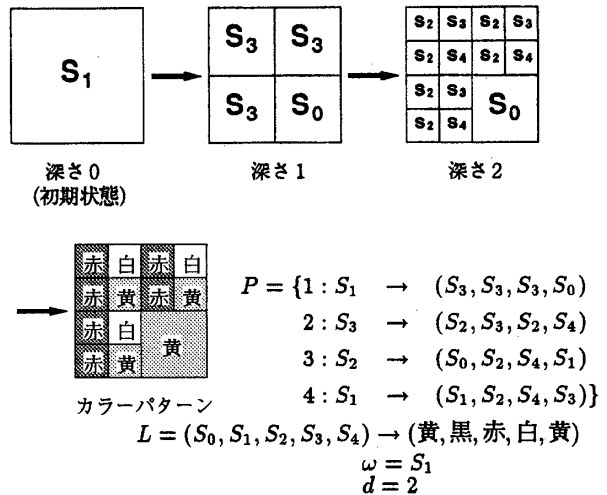 S₁
S₃ S₃
S₃ S₀
S₂ S₃ S₂ S₃
S₂ S₄ S₂ S₄
S₂ S₃
S₀
S₂ S₄
深さ0
(初期状態)
深さ1
深さ2
赤 白 赤 白
赤 黄 赤 黄
赤 白
黄
赤 黄
カラーパターン
P = {1 : S₁ → (S₃, S₃, S₃, S₀)
2 : S₃ → (S₂, S₃, S₂, S₄)
3 : S₂ → (S₀, S₂, S₄, S₁)
4 : S₁ → (S₁, S₂, S₄, S₃)}
L = (S₀, S₁, S₂, S₃, S₄) → (黄, 黒, 赤, 白, 黄)
ω = S₁
d = 2